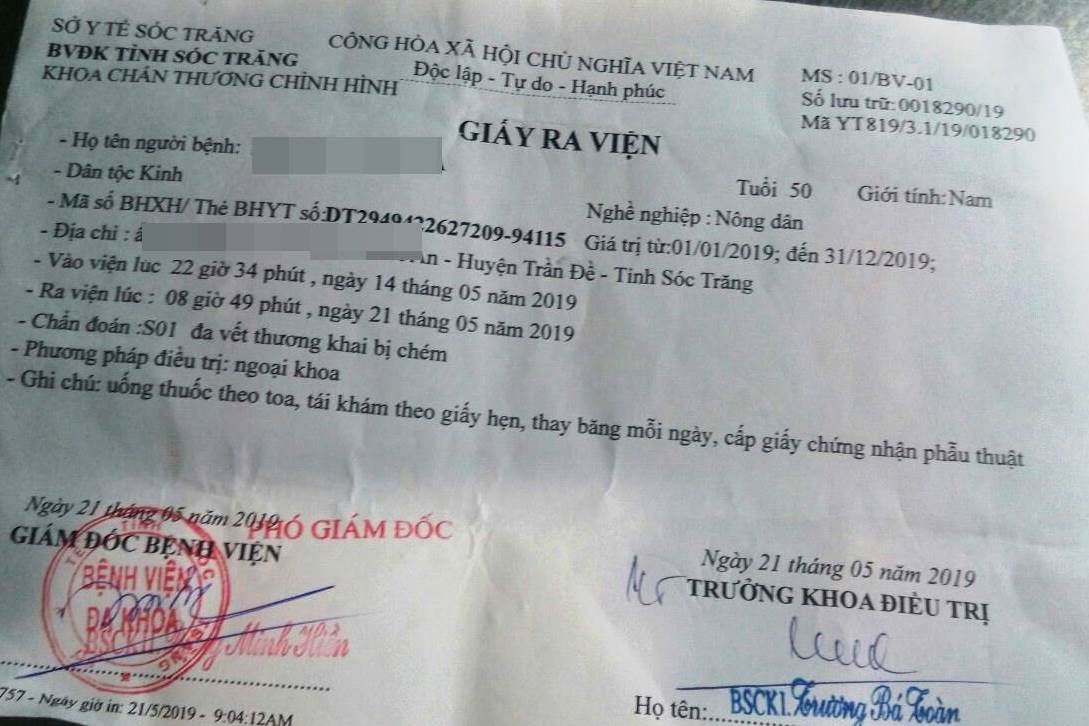 SỞ Y TẾ SÓC TRĂNG
BVĐK TỈNH SÓC TRĂNG
KHOA CHẤN THƯƠNG CHỈNH HÌNH
CÔNG HÒA XÃ HỘI CHỦ NGHĨA VIỆT NAM
Độc lập - Tự do - Hạnh phúc
MS : 01/BV-01
Số lưu trữ: 0018290/19
Mã YT819/3.1/19/018290
GIẤY RA VIỆN
- Họ tên người bệnh:
Tuổi 50 Giới tính: Nam
- Dân tộc Kinh
Nghề nghiệp : Nông dân
- Mã số BHXH/ Thẻ BHYT số:DT2949422627209-94115 Giá trị từ:01/01/2019; đến 31/12/2019;
- Địa chỉ : - Huyện Trần Đề - Tỉnh Sóc Trăng
- Vào viện lúc 22 giờ 34 phút , ngày 14 tháng 05 năm 2019
- Ra viện lúc : 08 giờ 49 phút , ngày 21 tháng 05 năm 2019
- Chẩn đoán :S01 đa vết thương khai bị chém
- Phương pháp điều trị: ngoại khoa
- Ghi chú: uống thuốc theo toa, tái khám theo giấy hẹn, thay băng mỗi ngày, cấp giấy chứng nhận phẫu thuật
Ngày 21 tháng 05 năm 2019
PHÓ GIÁM ĐỐC
GIÁM ĐỐC BỆNH VIỆN
BỆNH VIỆN
ĐA KHOA
BSCKII. Minh Hiền
Ngày 21 tháng 05 năm 2019
TRƯỞNG KHOA ĐIỀU TRỊ
Họ tên: BSCKI. Trương Bá Toàn
757 - Ngày giờ in: 21/5/2019 - 9:04:12AM